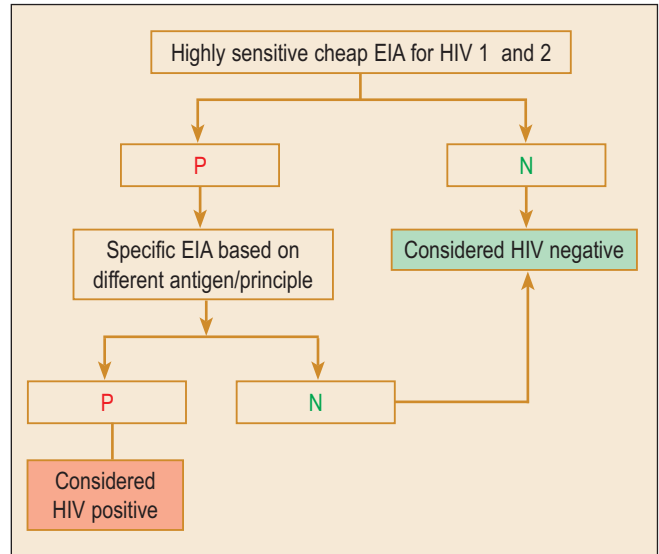 Highly sensitive cheap EIA for HIV 1 and 2
P
N
Specific EIA based on
different antigen/principle
Considered HIV negative
P
N
Considered
HIV positive